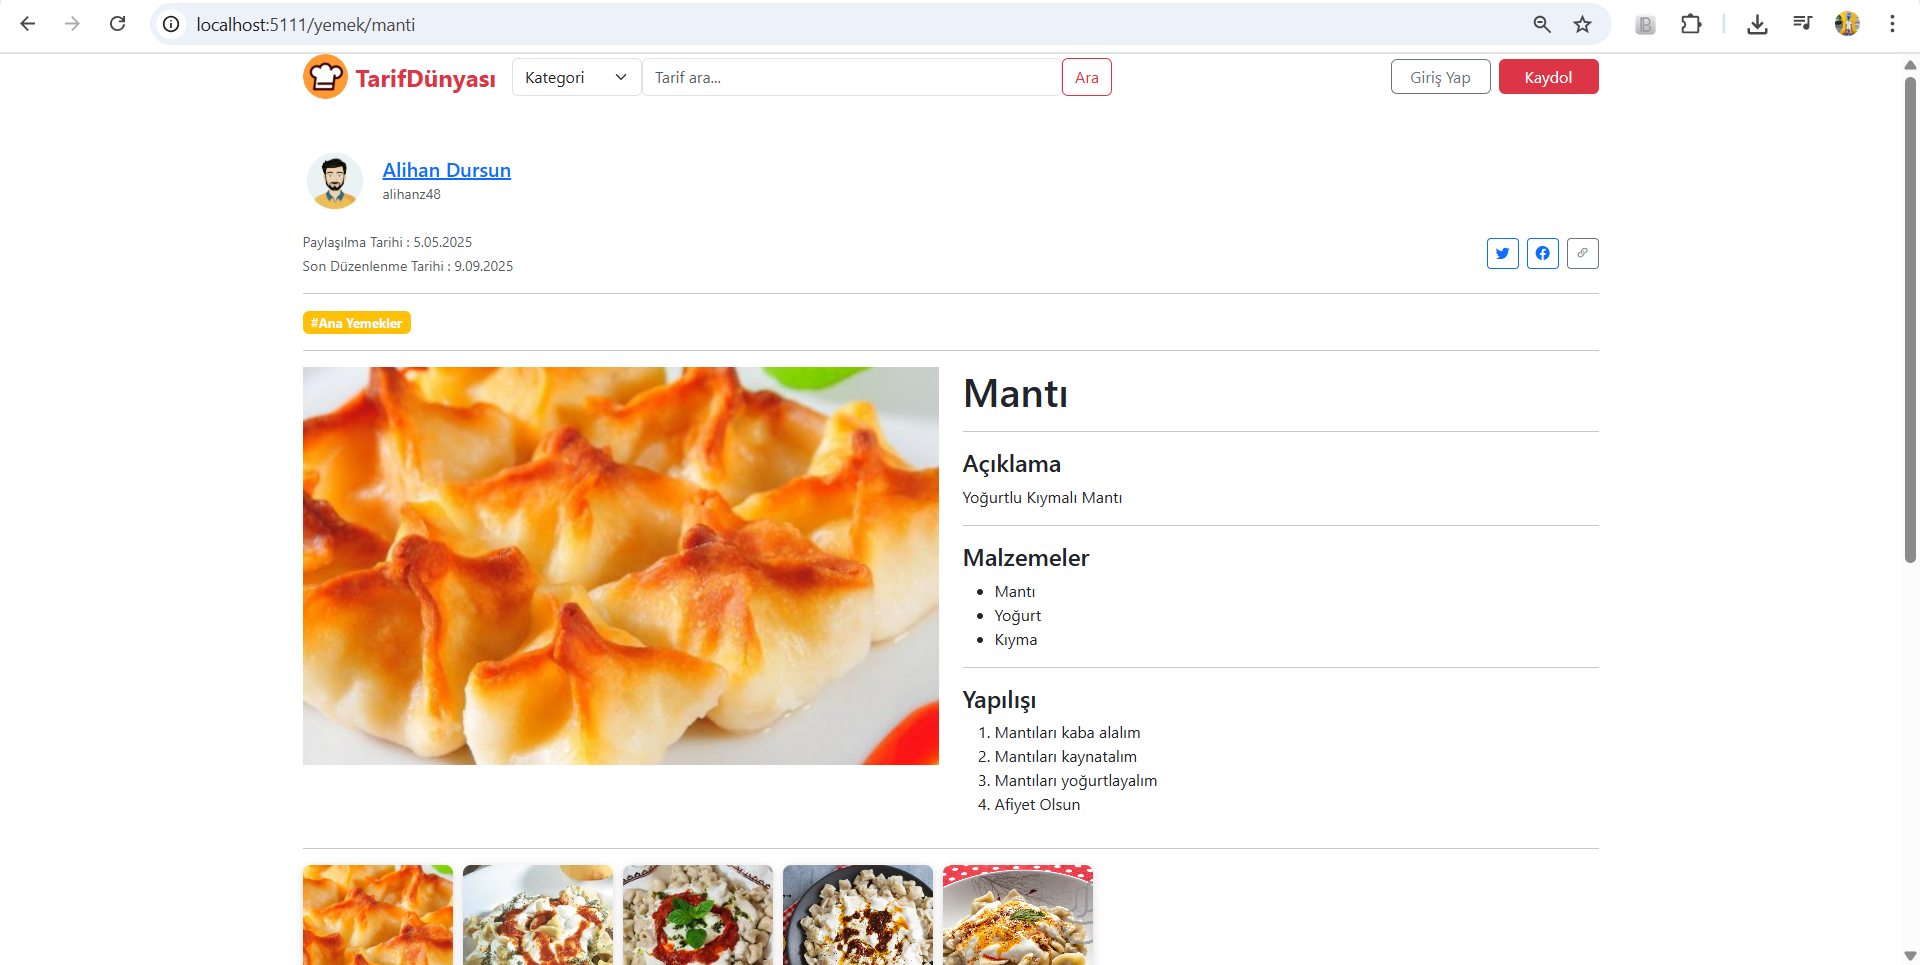 localhost:5111/yemek/manti
TarifDünyası Kategori Tarif ara... Ara Giriş Yap Kaydol
Alihan Dursun
alihanz48
Paylaşılma Tarihi : 5.05.2025
Son Düzenlenme Tarihi : 9.09.2025
#Ana Yemekler
Mantı
Açıklama
Yoğurtlu Kıymalı Mantı
Malzemeler
• Mantı
• Yoğurt
• Kıyma
Yapılışı
1. Mantıları kaba alalım
2. Mantıları kaynatalım
3. Mantıları yoğurtlayalım
4. Afiyet Olsun